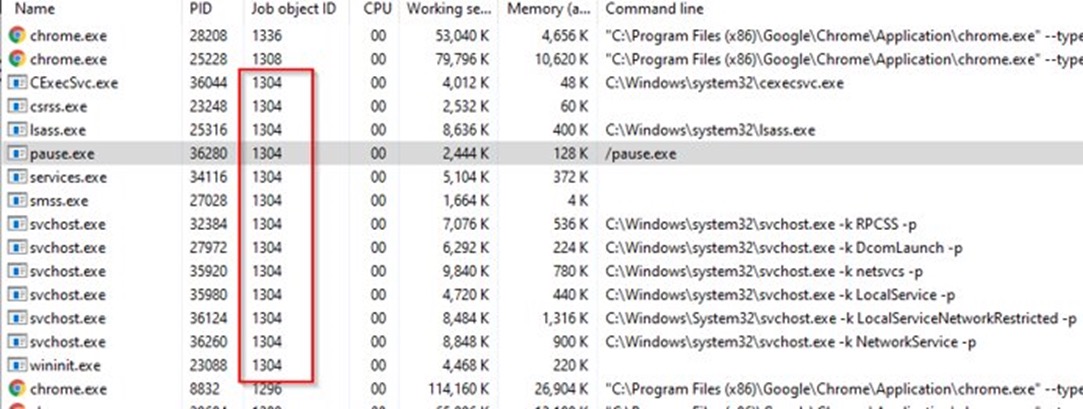 Name PID Job object ID CPU Working se... Memory (a... Command line
chrome.exe 28208 1336 00 53,040 K 4,656 K "C:\Program Files (x86)\Google\Chrome\Application\chrome.exe" --type
chrome.exe 25228 1308 00 79,796 K 10,620 K "C:\Program Files (x86)\Google\Chrome\Application\chrome.exe" --type
CExecSvc.exe 36044 1304 00 4,012 K 48 K C:\Windows\system32\cexecsvc.exe
csrss.exe 23248 1304 00 2,532 K 60 K
lsass.exe 25316 1304 00 8,636 K 400 K C:\Windows\system32\lsass.exe
pause.exe 36280 1304 00 2,444 K 128 K /pause.exe
services.exe 34116 1304 00 5,104 K 372 K
smss.exe 27028 1304 00 1,664 K 4 K
svchost.exe 32384 1304 00 7,076 K 536 K C:\Windows\system32\svchost.exe -k RPCSS -p
svchost.exe 27972 1304 00 6,292 K 224 K C:\Windows\system32\svchost.exe -k DcomLaunch -p
svchost.exe 35920 1304 00 9,840 K 780 K C:\Windows\system32\svchost.exe -k netsvcs -p
svchost.exe 35980 1304 00 4,720 K 440 K C:\Windows\system32\svchost.exe -k LocalService -p
svchost.exe 36124 1304 00 8,484 K 1,316 K C:\Windows\system32\svchost.exe -k LocalServiceNetworkRestricted -p
svchost.exe 36260 1304 00 8,848 K 900 K C:\Windows\system32\svchost.exe -k NetworkService -p
wininit.exe 23088 1304 00 4,468 K 220 K
chrome.exe 8832 1296 00 114,160 K 26,904 K "C:\Program Files (x86)\Google\Chrome\Application\chrome.exe" --type